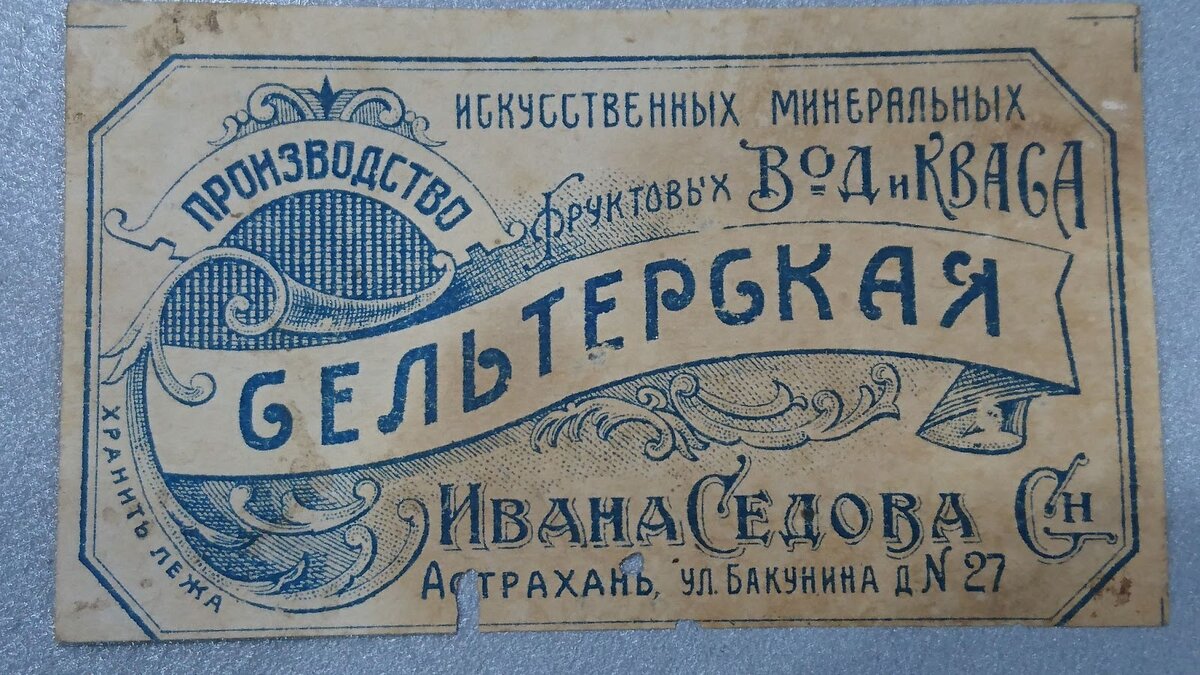 ПРОИЗВОДСТВО
ИСКУССТВЕННЫХ МИНЕРАЛЬНЫХ
ФРУКТОВЫХ ВОД И КВАСА
СЕЛЬТЕРСКАЯ
ХРАНИТЬ ЛЕЖА
ИВАНА СЕДОВА СН
АСТРАХАНЬ, УЛ. БАКУНИНА Д. N 27